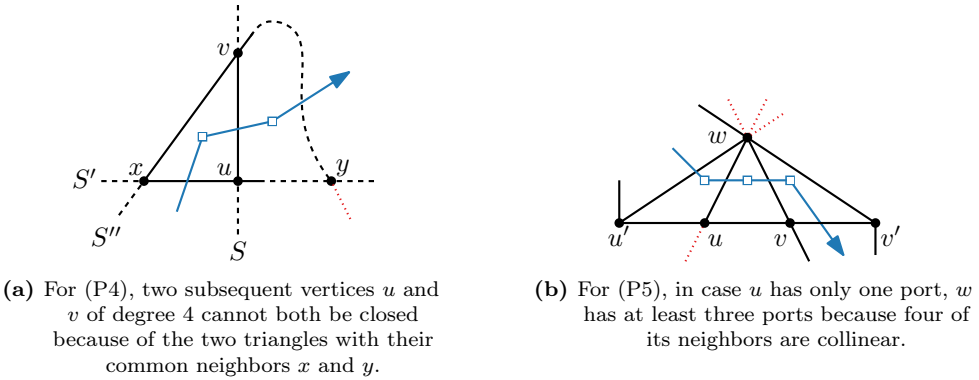 v
x
u
y
S′
S″
S
w
u′
u
v
v′
(a) For (P4), two subsequent vertices u and
v of degree 4 cannot both be closed
because of the two triangles with their
common neighbors x and y.
(b) For (P5), in case u has only one port, w
has at least three ports because four of
its neighbors are collinear.